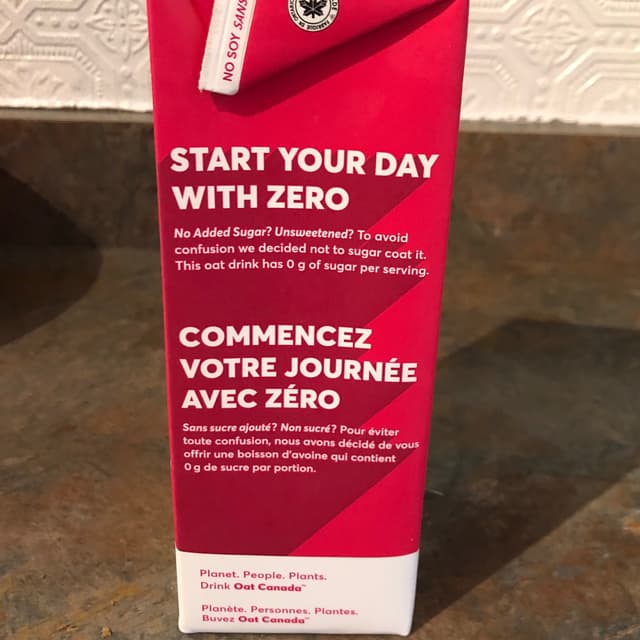 NO SOY SANS
START YOUR DAY
WITH ZERO
No Added Sugar? Unsweetened? To avoid
confusion we decided not to sugar coat it.
This oat drink has 0 g of sugar per serving.
COMMENCEZ
VOTRE JOURNÉE
AVEC ZÉRO
Sans sucre ajouté? Non sucré? Pour éviter
toute confusion, nous avons décidé de vous
offrir une boisson d'avoine qui contient
0 g de sucre par portion.
Planet. People. Plants.
Drink Oat Canada™
Planète. Personnes. Plantes.
Buvez Oat Canada™